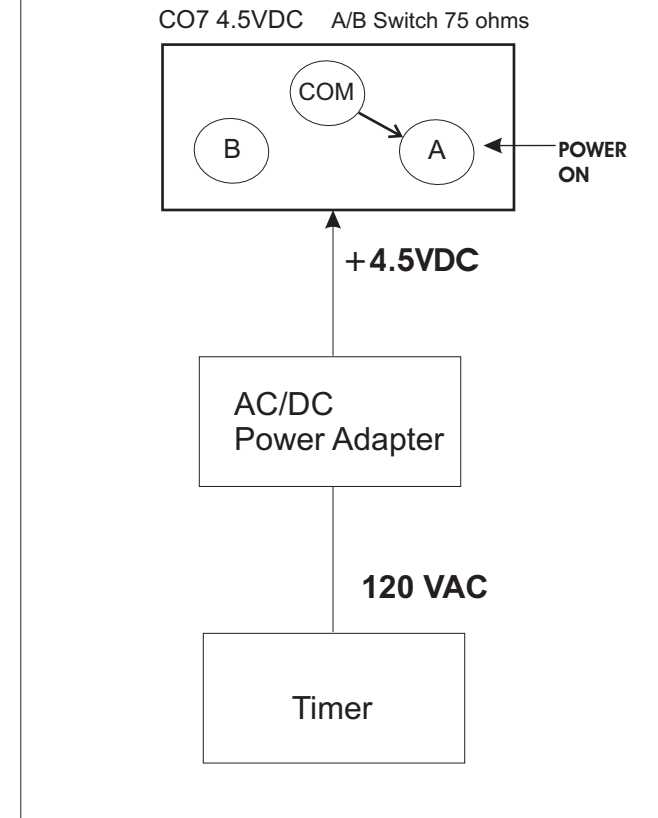 CO7 4.5VDC A/B Switch 75 ohms
COM
B
A
POWER
ON
+4.5VDC
AC/DC
Power Adapter
120 VAC
Timer